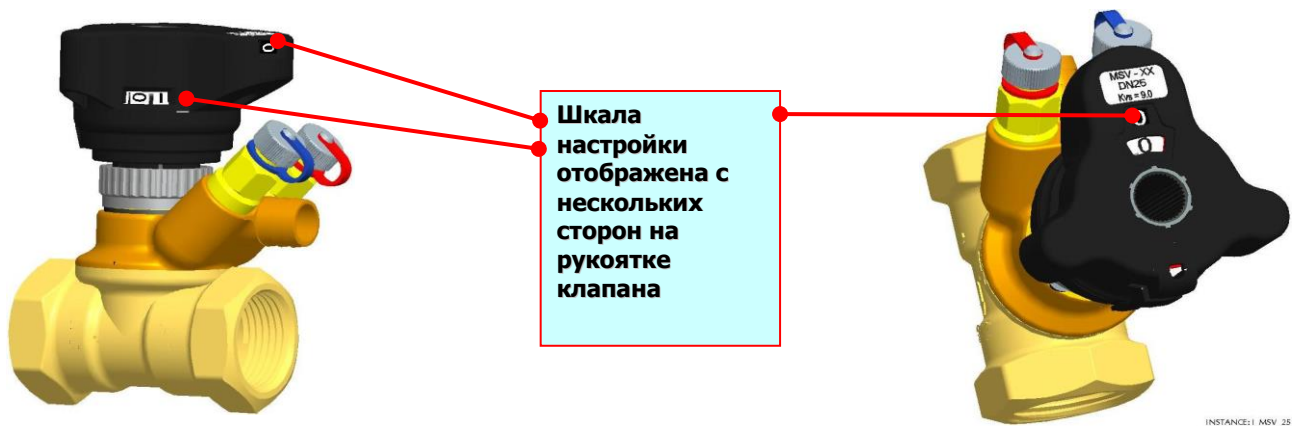 0
Шкала
настройки
отображена с
нескольких
сторон на
рукоятке
клапана
MSV - XX
DN25
Kvs = 9.0
0
INSTANCE:1 MSV 25